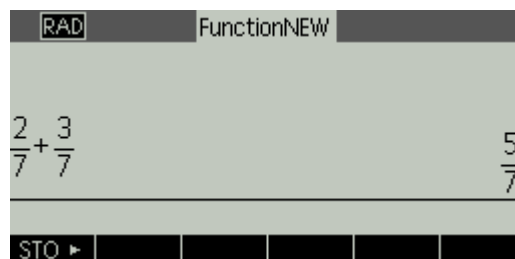 RAD FunctionNEW
2/7 + 3/7 5/7
STO ►